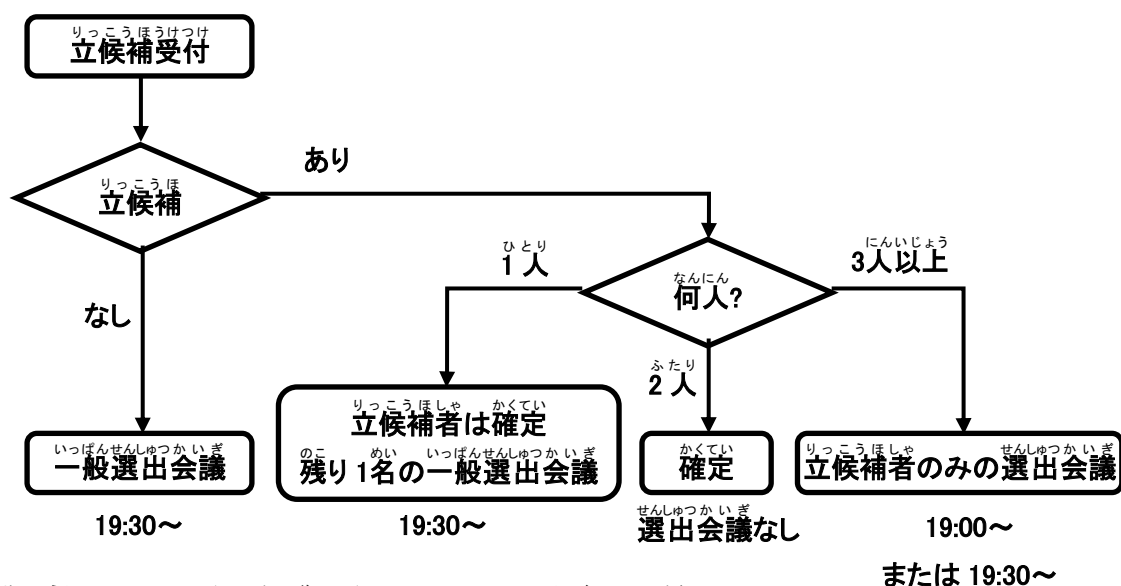 りっこうほうけつけ
立候補受付
あり
りっこうほ
立候補
ひとり
1人
なんにん
何人?
にんいじょう
3人以上
なし
ふたり
2人
いっぱんせんしゅつかいぎ
一般選出会議
りっこうほしゃ かくてい
立候補者は確定
のこ めい いっぱんせんしゅつかいぎ
残り1名の一般選出会議
かくてい
確定
りっこうほしゃ せんしゅつかいぎ
立候補者のみの選出会議
19:30～
19:30～
せんしゅつかいぎ
選出会議なし
19:00～
または 19:30～